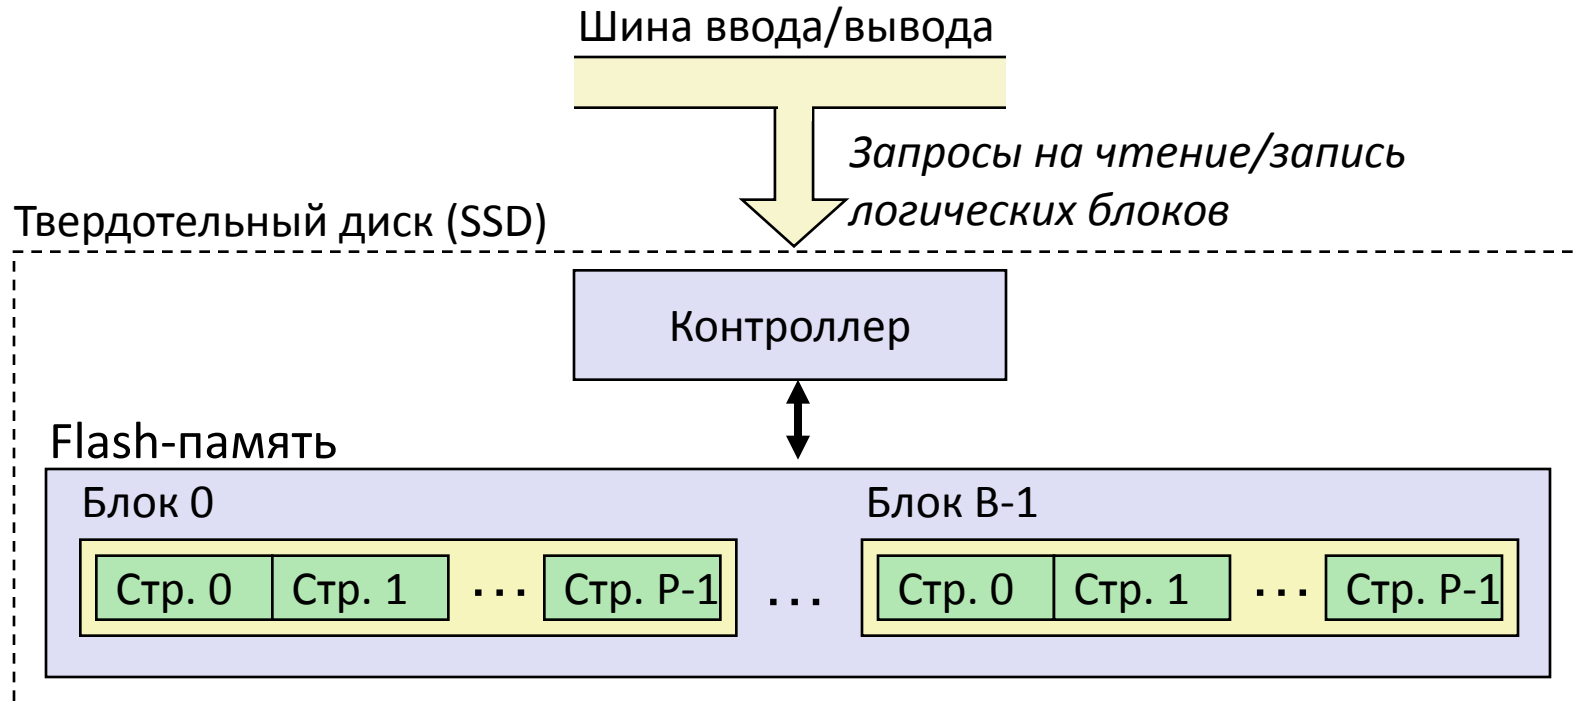 Шина ввода/вывода
Запросы на чтение/запись
логических блоков
Твердотельный диск (SSD)
Контроллер
Flash-память
Блок 0
Блок B-1
Стр. 0 Стр. 1 ... Стр. P-1 ... Стр. 0 Стр. 1 ... Стр. P-1